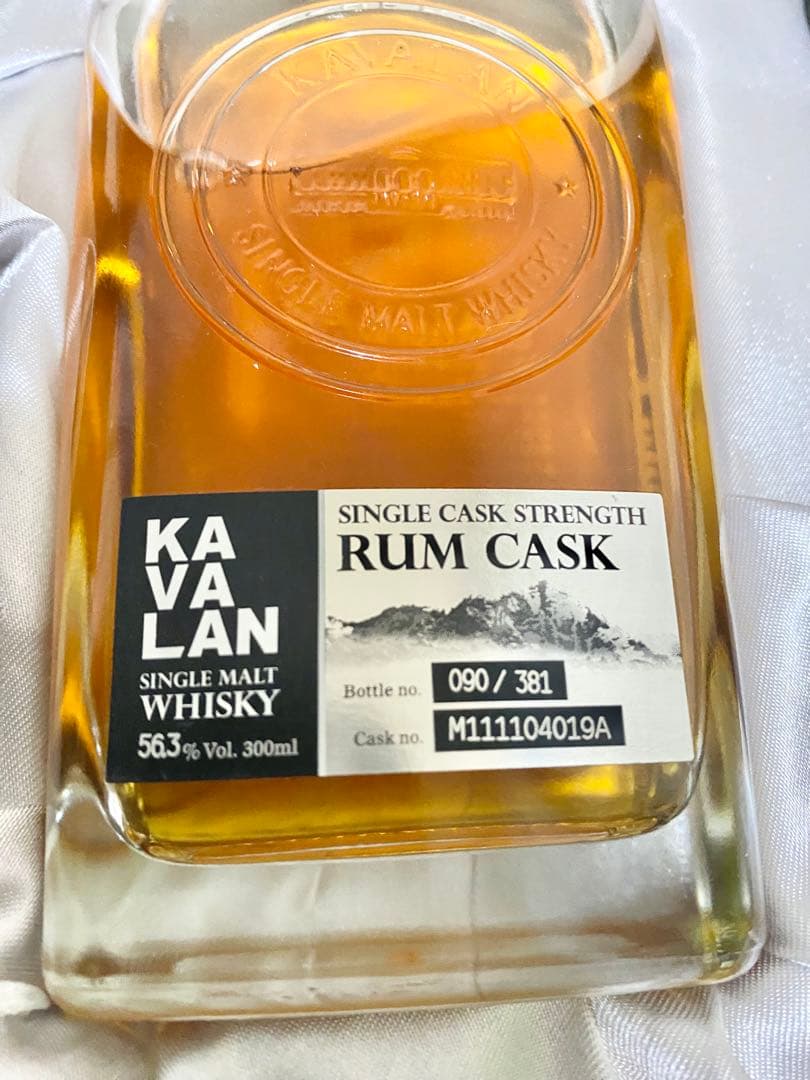 KAVALAN
SINGLE MALT WHISKY
KA
VA
LAN
SINGLE MALT
WHISKY
56.3% Vol. 300ml
SINGLE CASK STRENGTH
RUM CASK
Bottle no. 090 / 381
Cask no. M111104019A